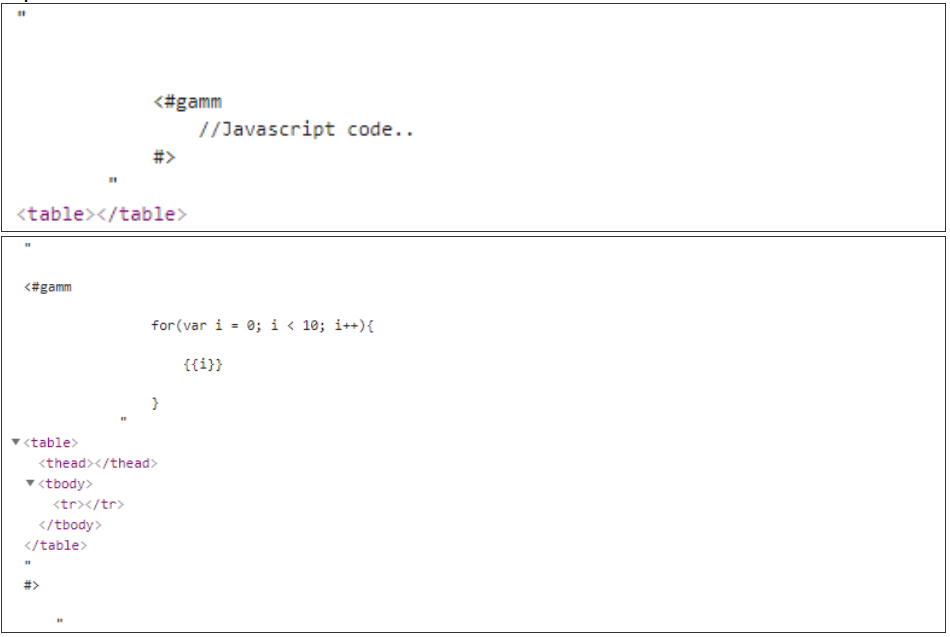 "
<#gamm
//Javascript code..
#>
"
<table></table>
"
<#gamm
for(var i = 0; i < 10; i++){
{{i}}
}
"
▼<table>
<thead></thead>
▼<tbody>
<tr></tr>
</tbody>
</table>
"
#>
"